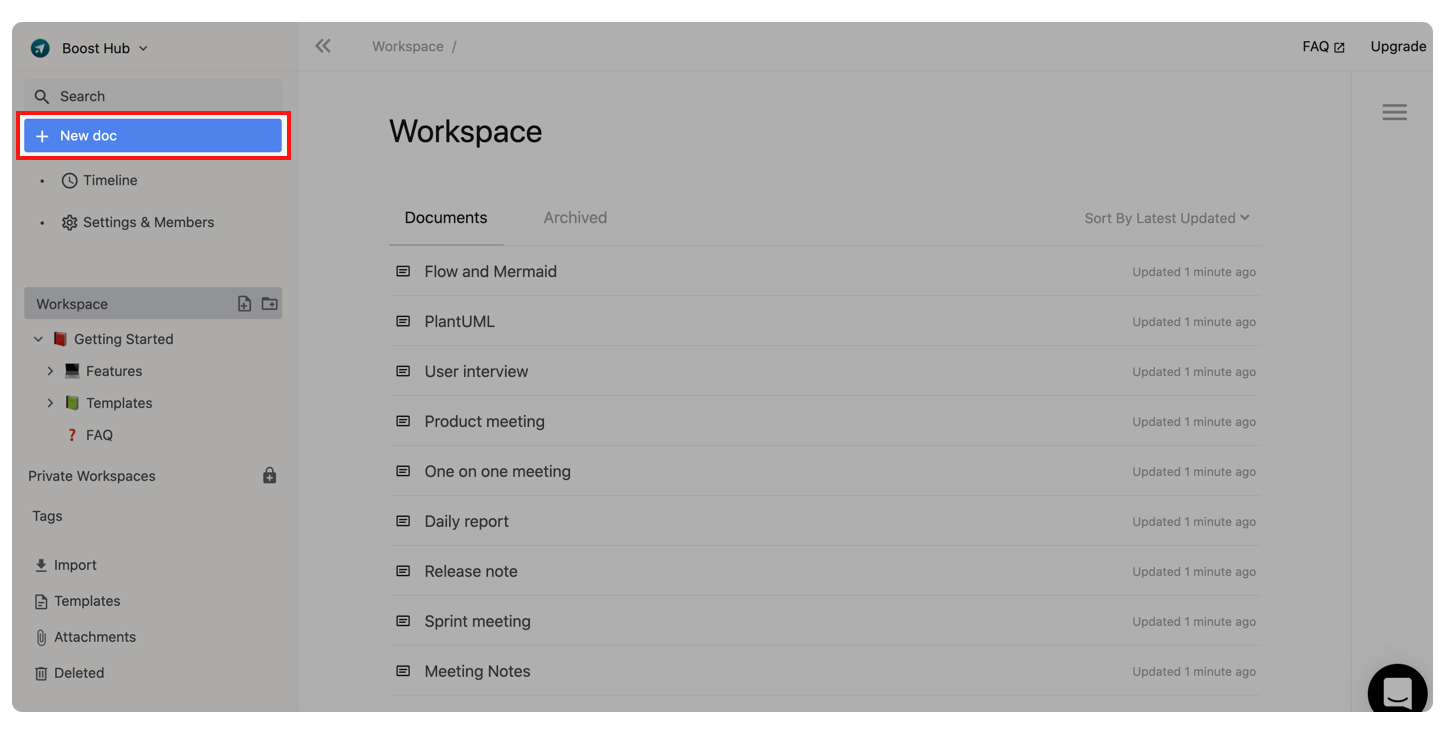 Boost Hub
Search
New doc
Timeline
Settings & Members
Workspace
Getting Started
Features
Templates
FAQ
Private Workspaces
Tags
Import
Templates
Attachments
Deleted
Workspace /
FAQ
Upgrade
Workspace
Documents
Archived
Sort By Latest Updated
Flow and Mermaid Updated 1 minute ago
PlantUML Updated 1 minute ago
User interview Updated 1 minute ago
Product meeting Updated 1 minute ago
One on one meeting Updated 1 minute ago
Daily report Updated 1 minute ago
Release note Updated 1 minute ago
Sprint meeting Updated 1 minute ago
Meeting Notes Updated 1 minute ago